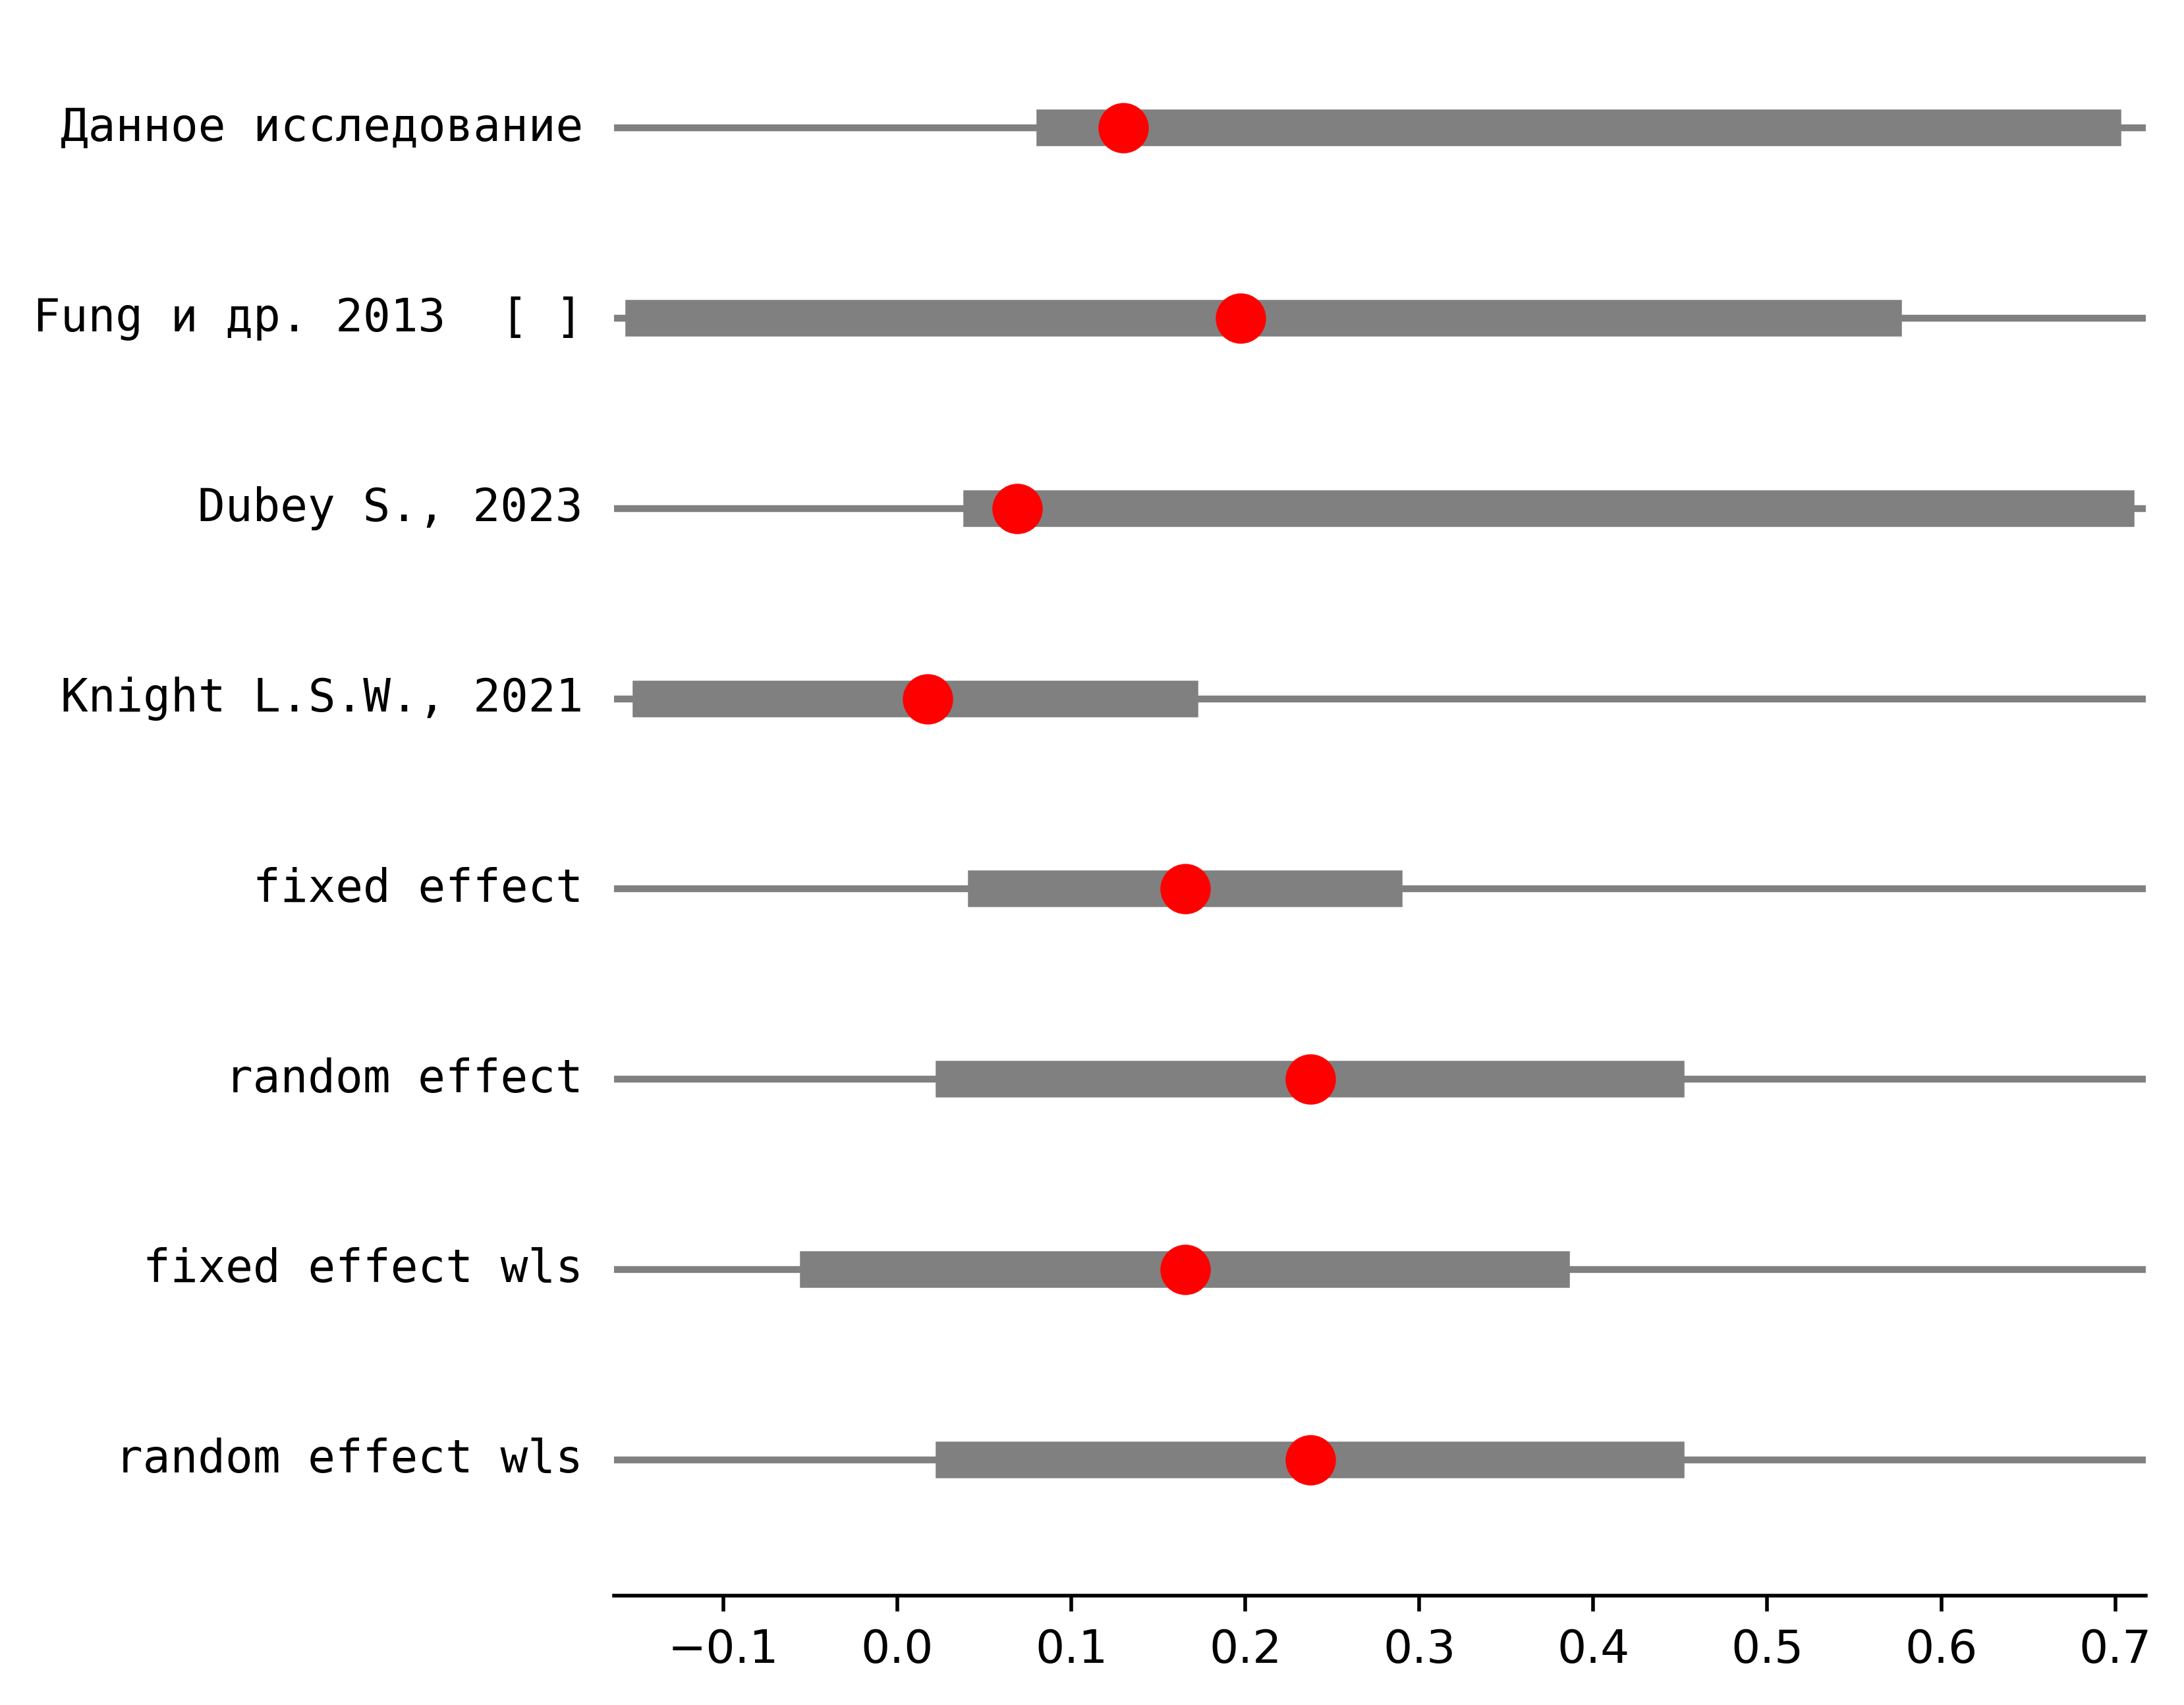 Данное исследование
Fung и др. 2013 [ ]
Dubey S., 2023
Knight L.S.W., 2021
fixed effect
random effect
fixed effect wls
random effect wls
−0.1 0.0 0.1 0.2 0.3 0.4 0.5 0.6 0.7